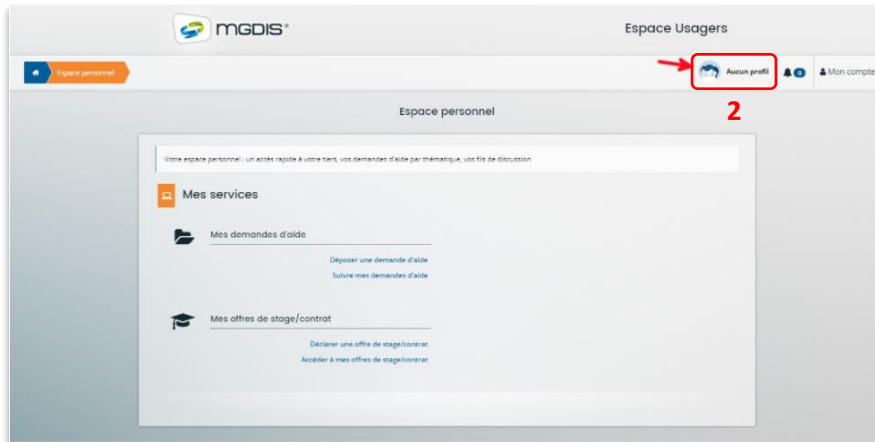 MGDIS®
Espace Usagers
Espace personnel
Aucun profil
0
Mon compte
2
Espace personnel
Votre espace personnel : un accès rapide à votre tiers, vos demandes d'aide par thématique, vos fils de discussion
Mes services
Mes demandes d'aide
Déposer une demande d'aide
Suivre mes demandes d'aide
Mes offres de stage/contrat
Déclarer une offre de stage/contrat
Accéder à mes offres de stage/contrat